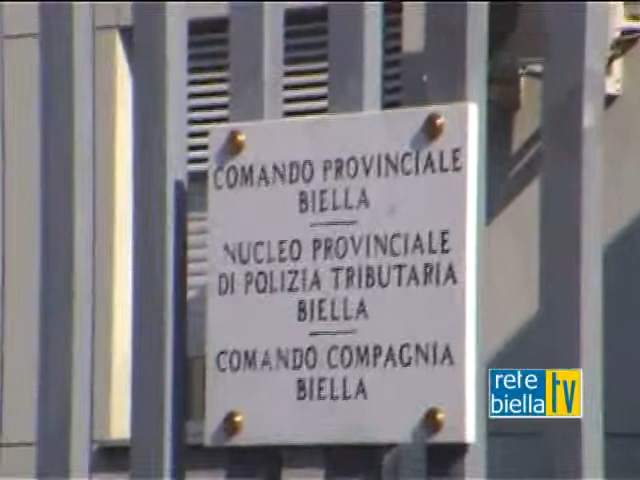 COMANDO PROVINCIALE
BIELLA
NUCLEO PROVINCIALE
DI POLIZIA TRIBUTARIA
BIELLA
COMANDO COMPAGNIA
BIELLA
rete
biella tv